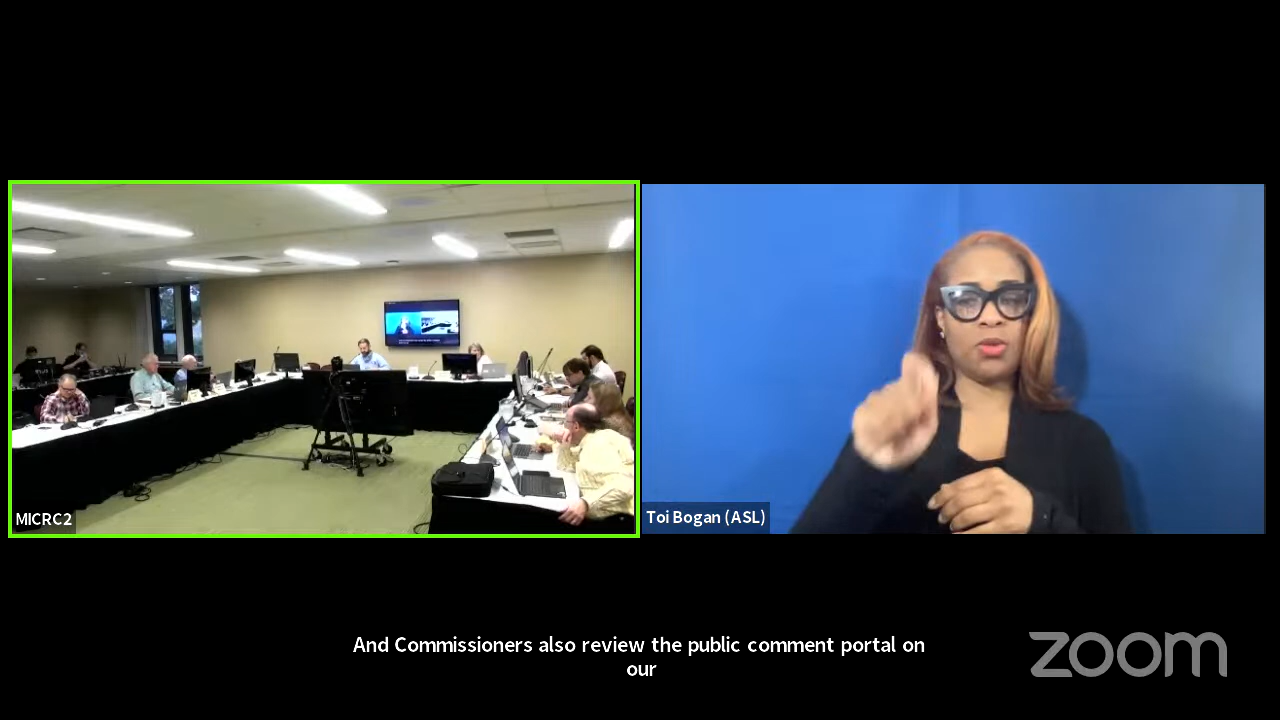 MICRC2
Toi Bogan (ASL)
And Commissioners also review the public comment portal on
our
zoom